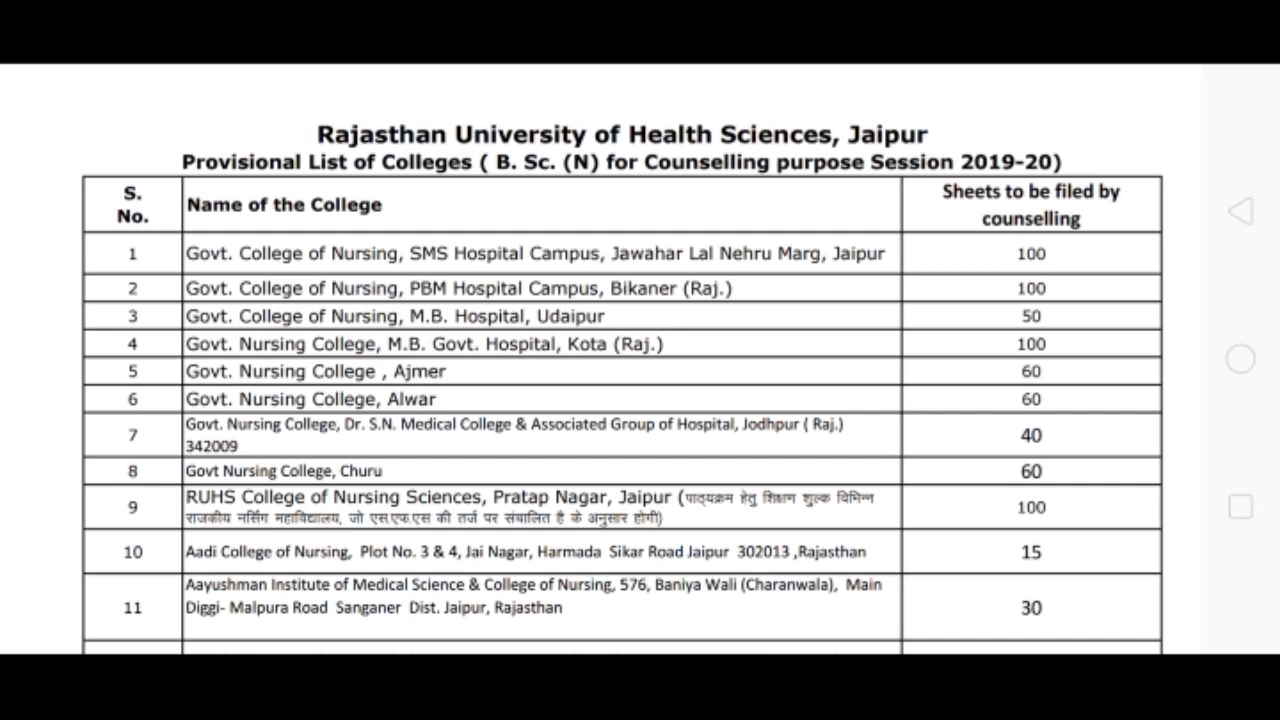 Rajasthan University of Health Sciences, Jaipur
Provisional List of Colleges ( B. Sc. (N) for Counselling purpose Session 2019-20)
S. No. Name of the College Sheets to be filed by counselling
1 Govt. College of Nursing, SMS Hospital Campus, Jawahar Lal Nehru Marg, Jaipur 100
2 Govt. College of Nursing, PBM Hospital Campus, Bikaner (Raj.) 100
3 Govt. College of Nursing, M.B. Hospital, Udaipur 50
4 Govt. Nursing College, M.B. Govt. Hospital, Kota (Raj.) 100
5 Govt. Nursing College , Ajmer 60
6 Govt. Nursing College, Alwar 60
7 Govt. Nursing College, Dr. S.N. Medical College & Associated Group of Hospital, Jodhpur ( Raj.)
342009 40
8 Govt Nursing College, Churu 60
9 RUHS College of Nursing Sciences, Pratap Nagar, Jaipur (पाठ्यक्रम हेतु शिक्षण शुल्क विभिन्न
राजकीय नर्सिंग महाविद्यालय, जो एस.एफ.एस की तर्ज पर संचालित है के अनुसार होगी) 100
10 Aadi College of Nursing, Plot No. 3 & 4, Jai Nagar, Harmada Sikar Road Jaipur 302013 ,Rajasthan 15
11 Aayushman Institute of Medical Science & College of Nursing, 576, Baniya Wali (Charanwala), Main
Diggi- Malpura Road Sanganer Dist. Jaipur, Rajasthan 30